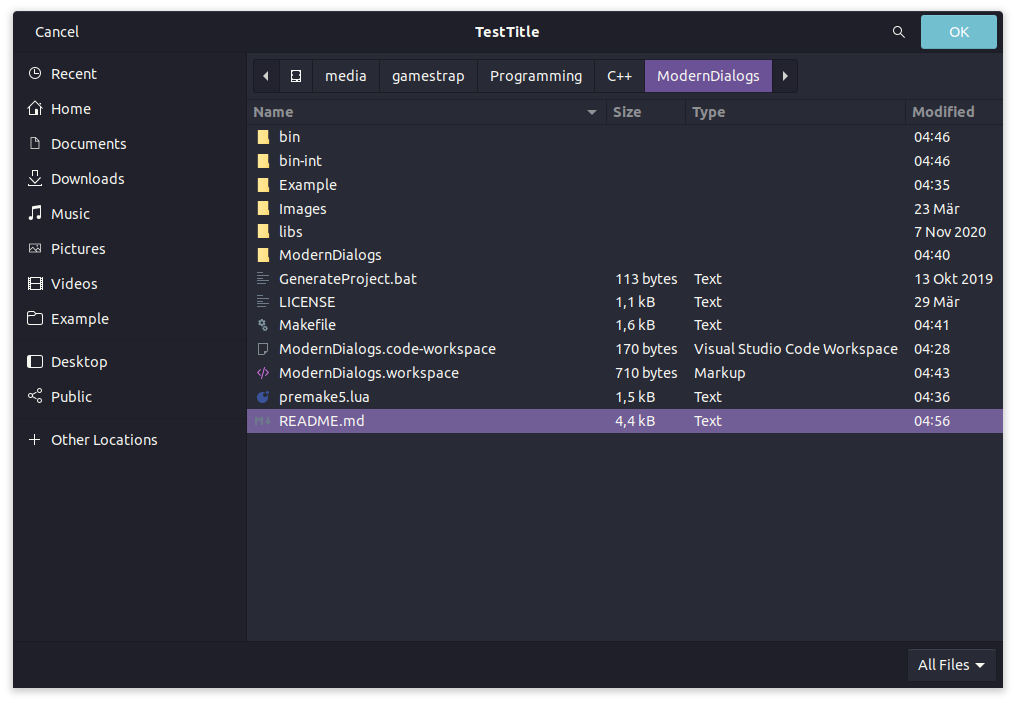 Cancel TestTitle OK
Recent
Home
Documents
Downloads
Music
Pictures
Videos
Example
Desktop
Public
Other Locations
media gamestrap Programming C++ ModernDialogs
Name Size Type Modified
bin 04:46
bin-int 04:46
Example 04:35
Images 23 Mär
libs 7 Nov 2020
ModernDialogs 04:40
GenerateProject.bat 113 bytes Text 13 Okt 2019
LICENSE 1,1 kB Text 29 Mär
Makefile 1,6 kB Text 04:41
ModernDialogs.code-workspace 170 bytes Visual Studio Code Workspace 04:28
ModernDialogs.workspace 710 bytes Markup 04:43
premake5.lua 1,5 kB Text 04:36
README.md 4,4 kB Text 04:56
All Files